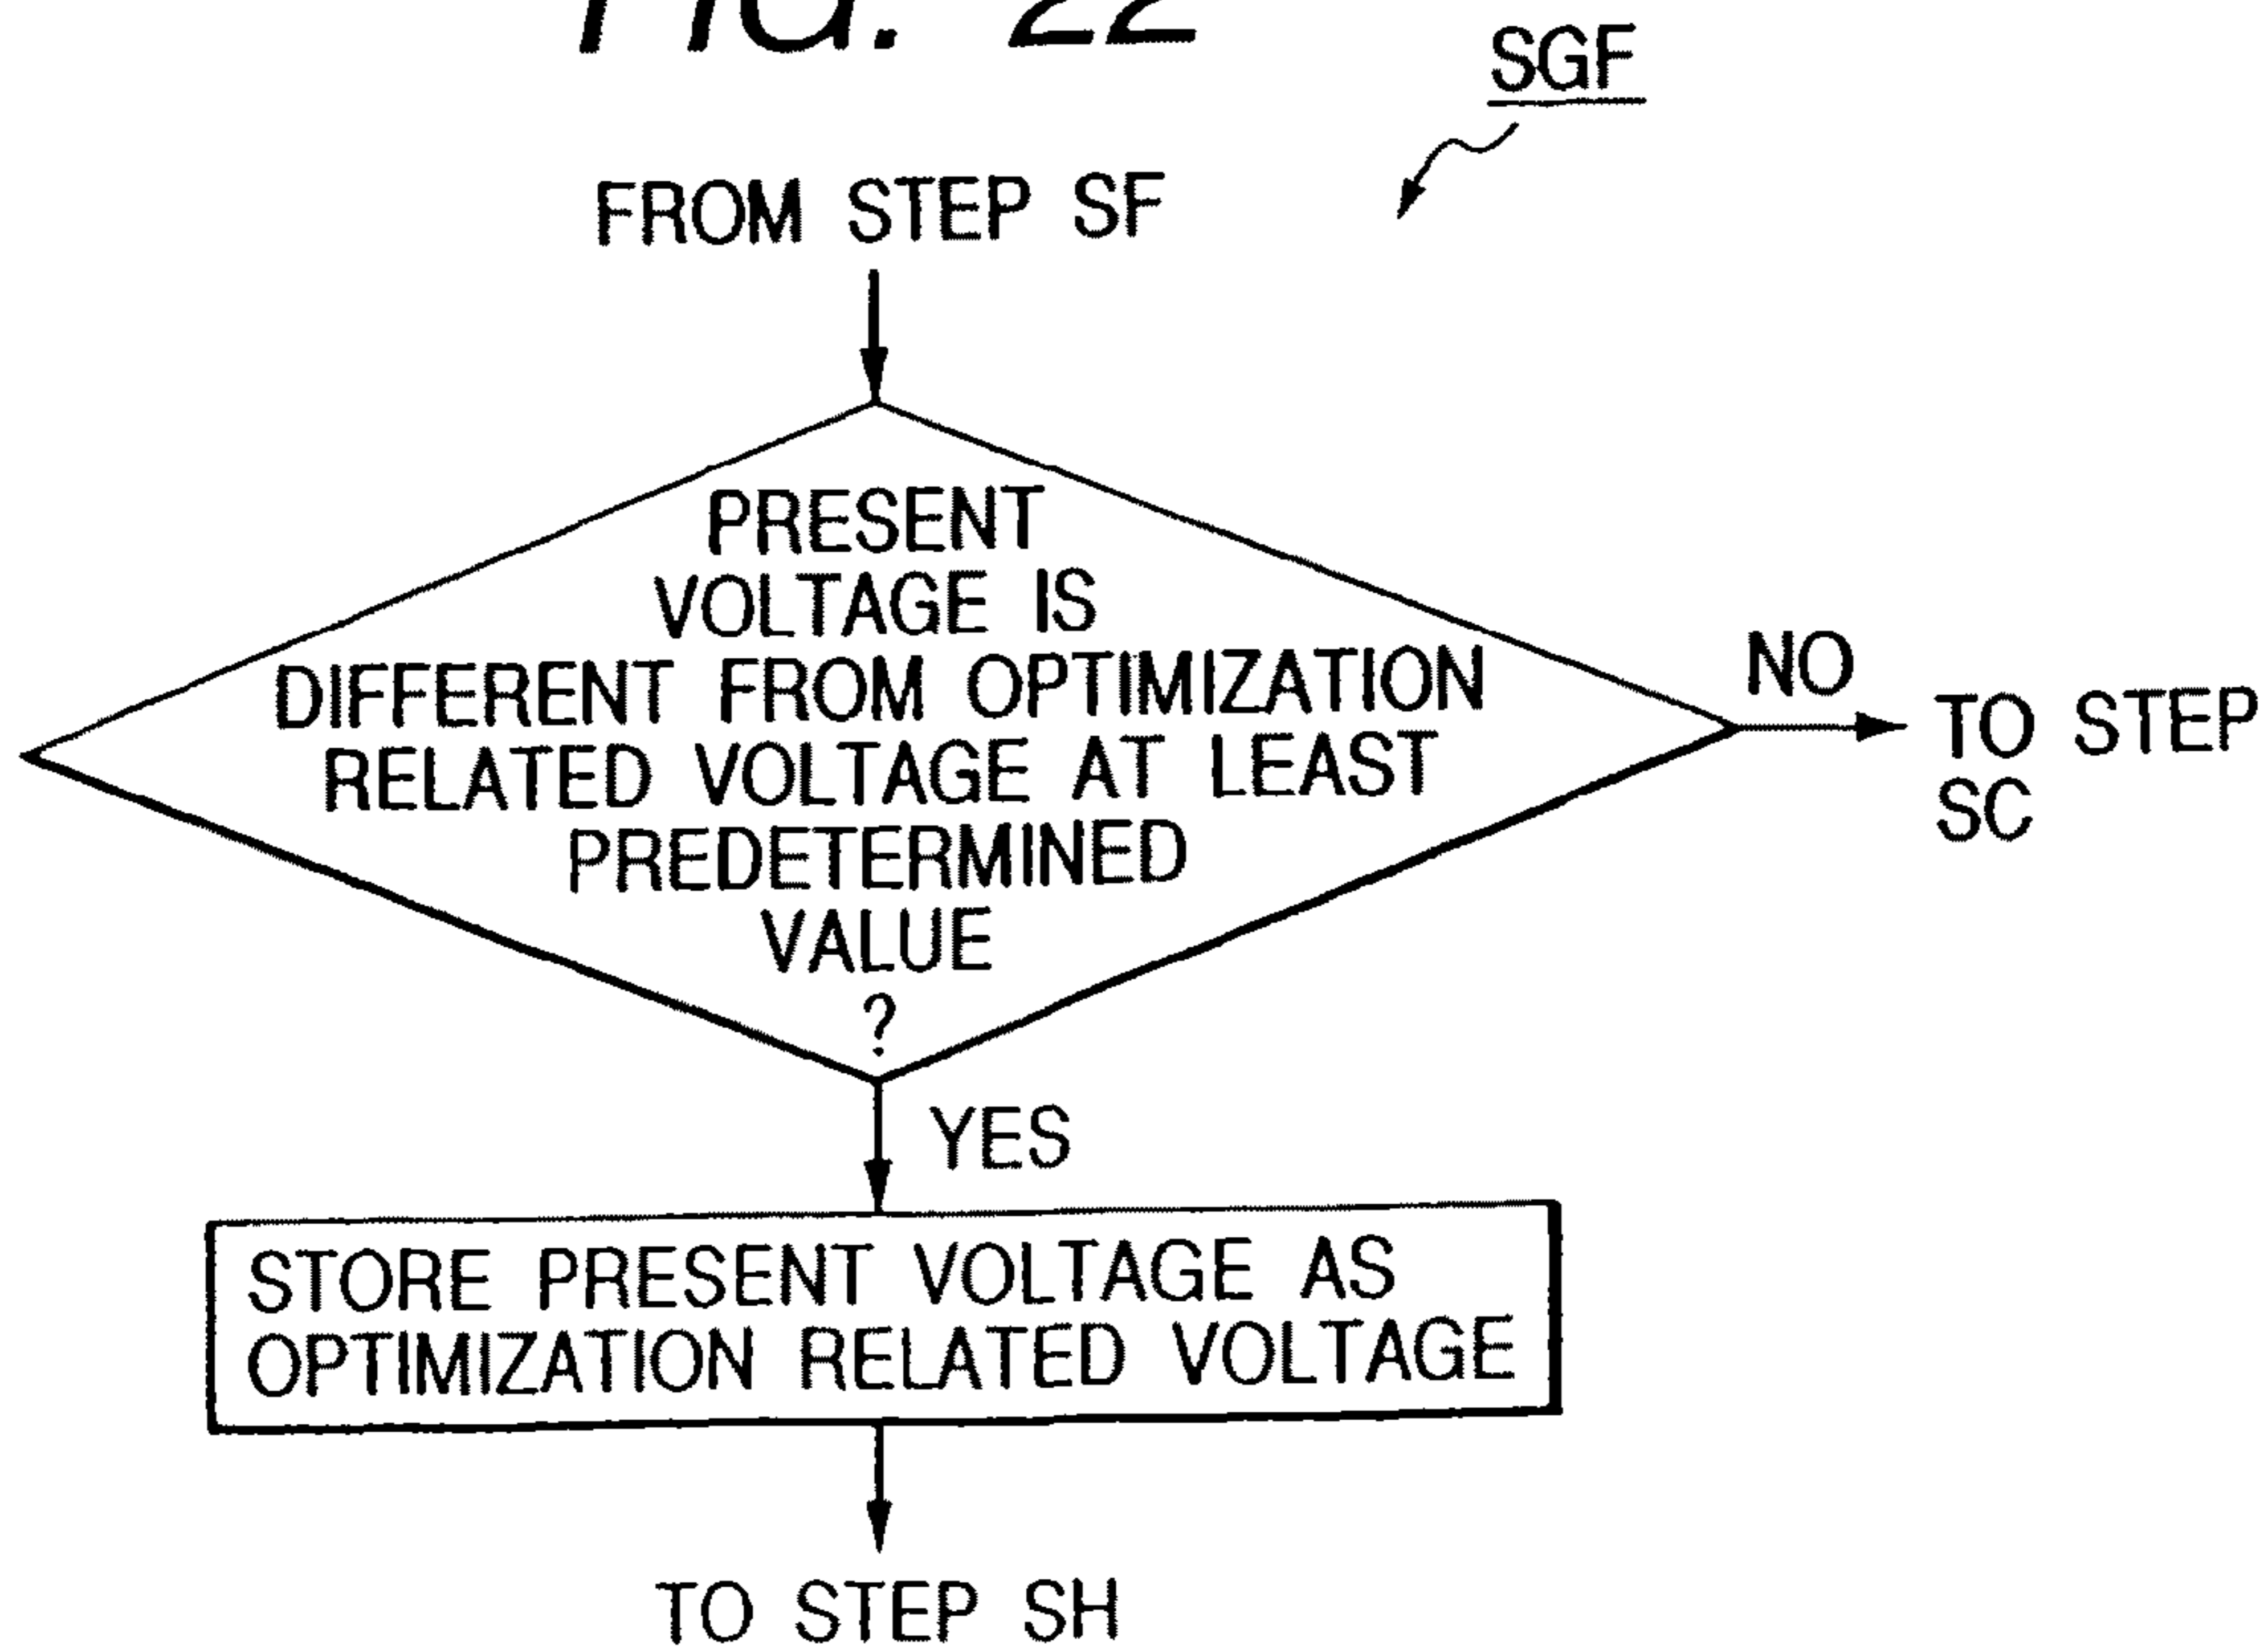 FIG. 22
SGF
FROM STEP SF
PRESENT
VOLTAGE IS
DIFFERENT FROM OPTIMIZATION
RELATED VOLTAGE AT LEAST
PREDETERMINED
VALUE
?
NO
TO STEP
SC
YES
STORE PRESENT VOLTAGE AS
OPTIMIZATION RELATED VOLTAGE
TO STEP SH